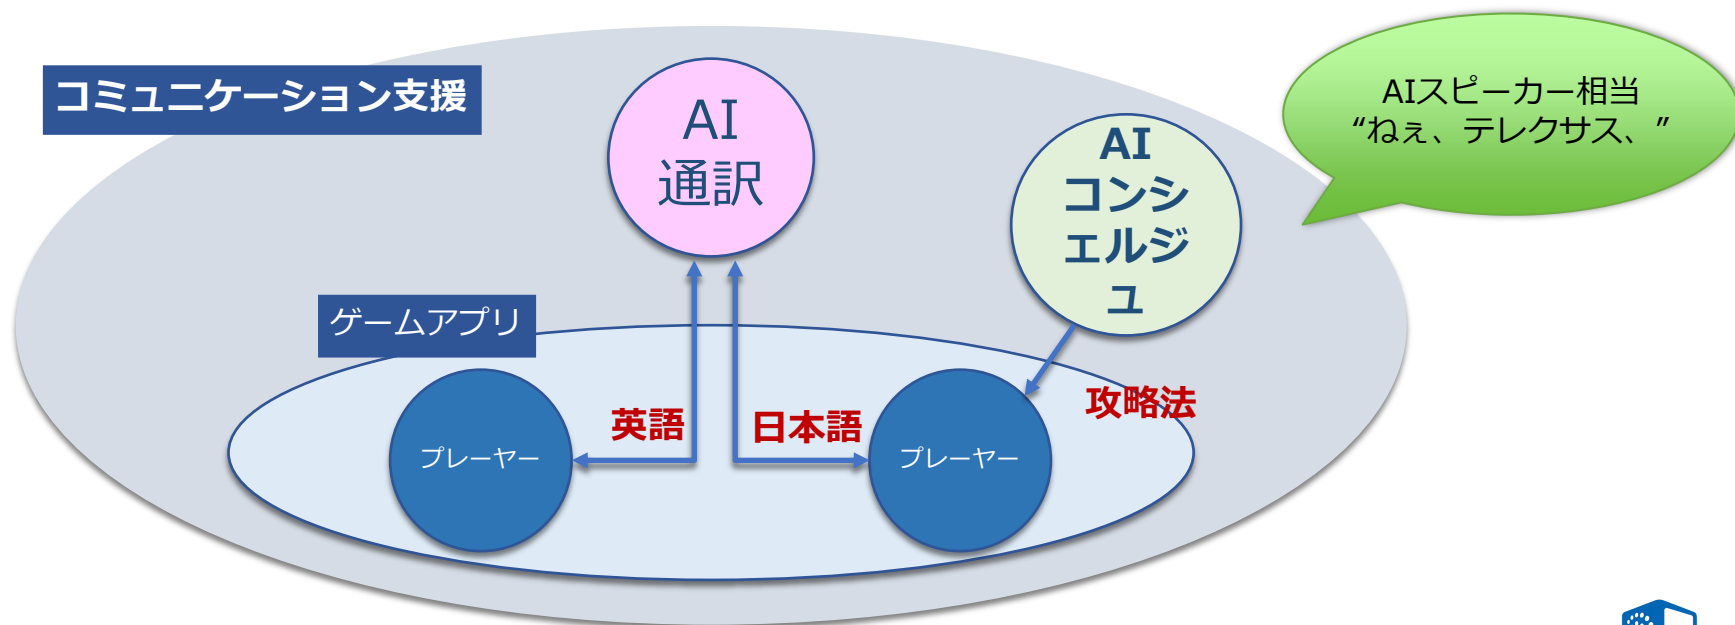 コミュニケーション支援
AI
通訳
AI
コンシ
ェルジ
ュ
AIスピーカー相当
“ねぇ、テレクサス、”
ゲームアプリ
英語
日本語
攻略法
プレーヤー
プレーヤー